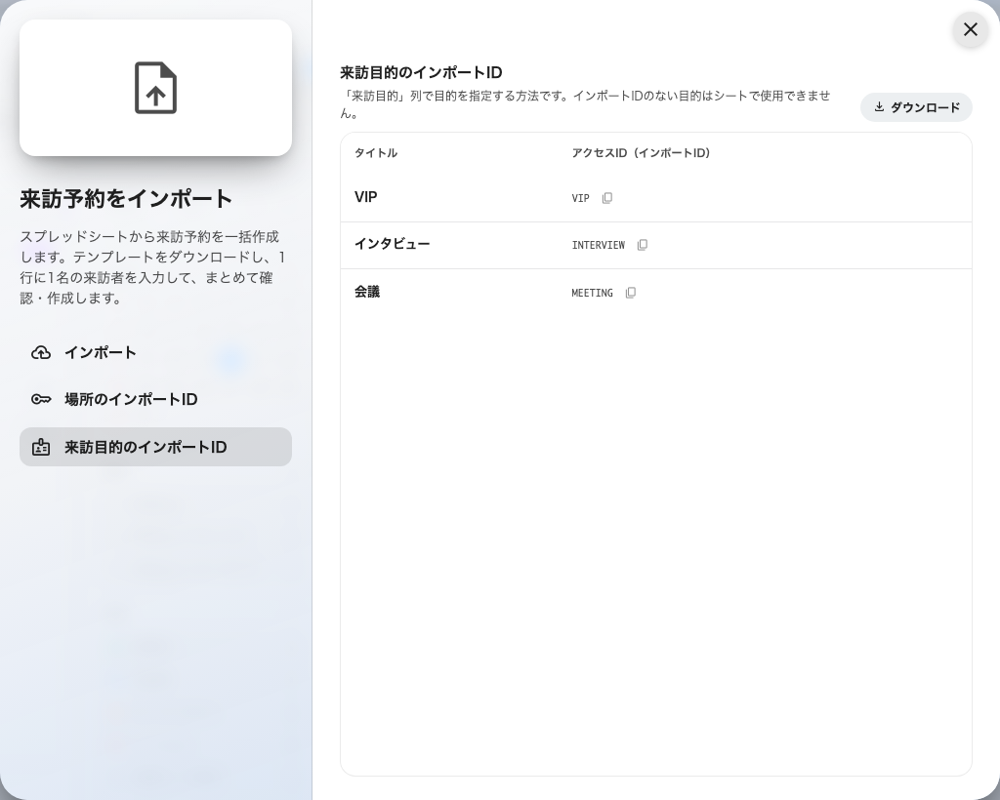 来訪予約をインポート
スプレッドシートから来訪予約を一括作成
します。テンプレートをダウンロードし、1
行に1名の来訪者を入力して、まとめて確
認・作成します。
インポート
場所のインポートID
来訪目的のインポートID
来訪目的のインポートID
「来訪目的」列で目的を指定する方法です。インポートIDのない目的はシートで使用できませ
ん。
ダウンロード
タイトル アクセスID（インポートID）
VIP VIP
インタビュー INTERVIEW
会議 MEETING